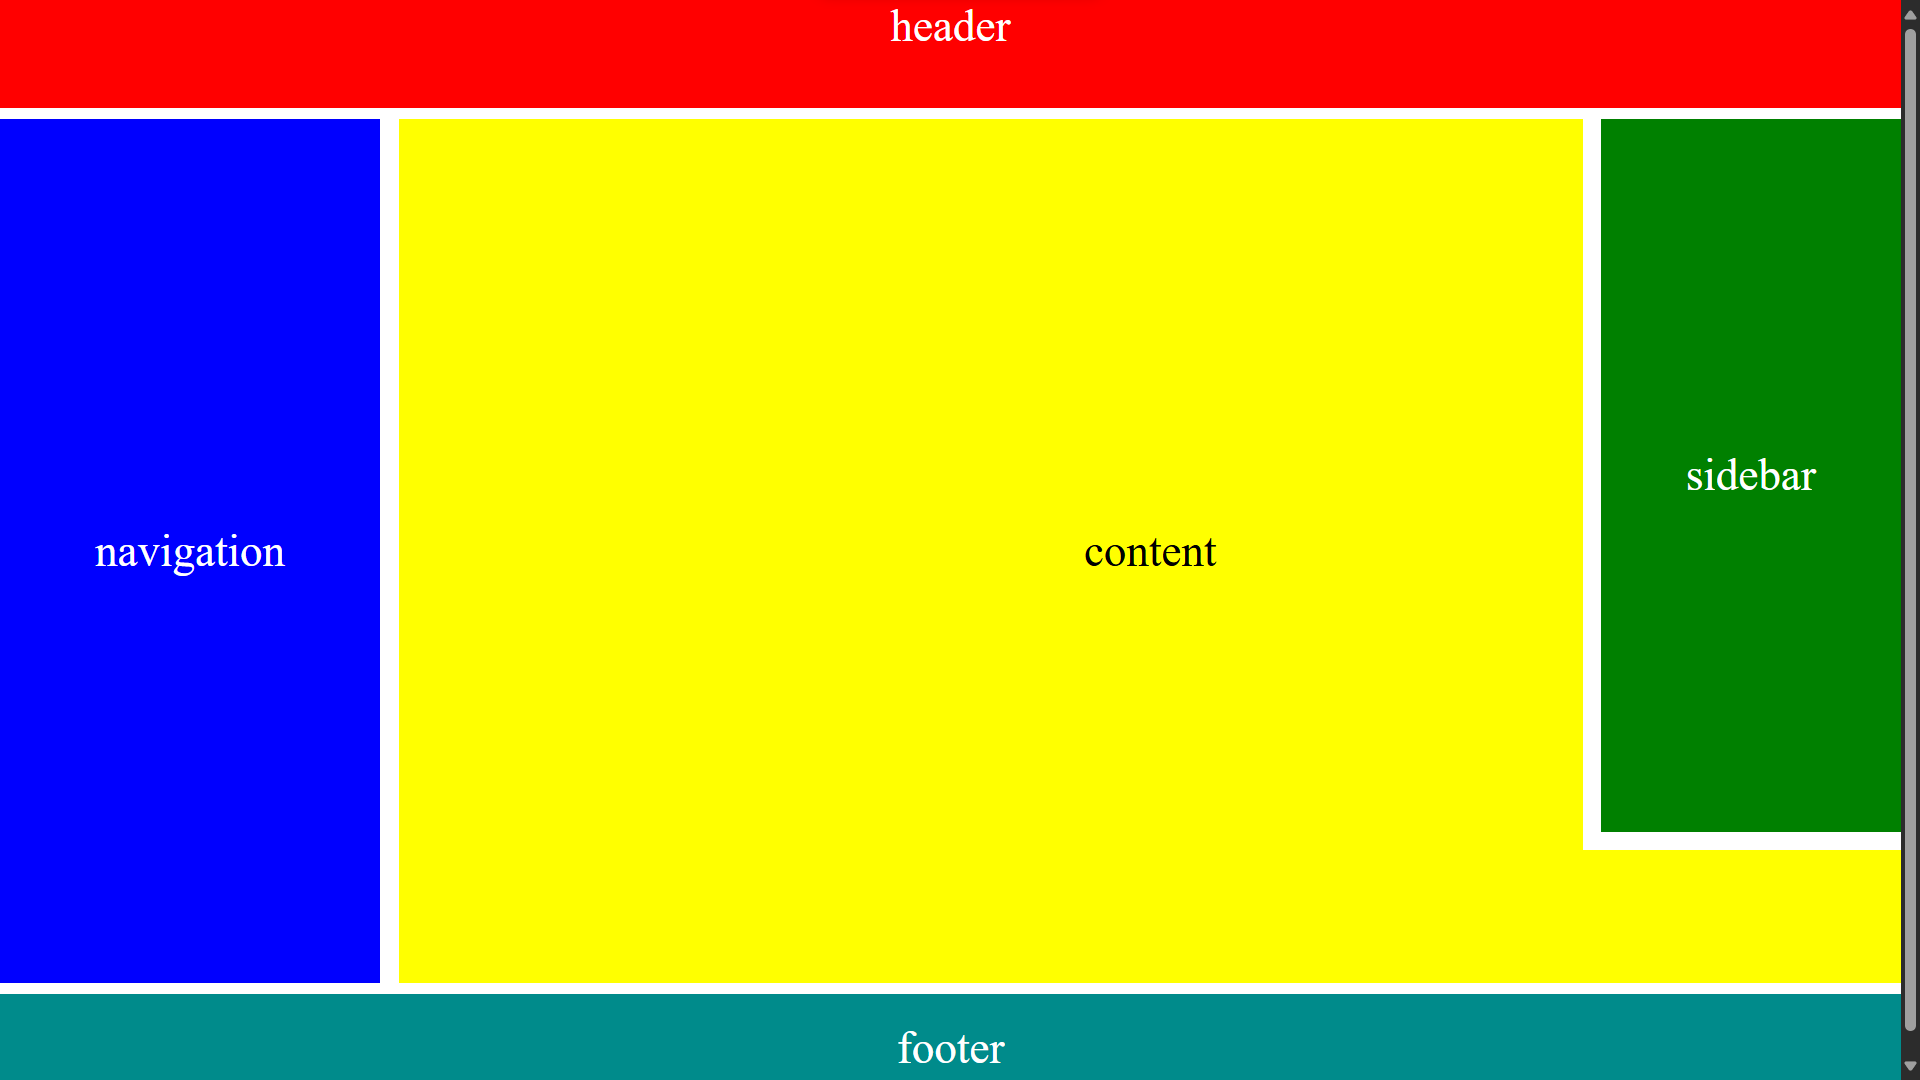 header
navigation
content
sidebar
footer